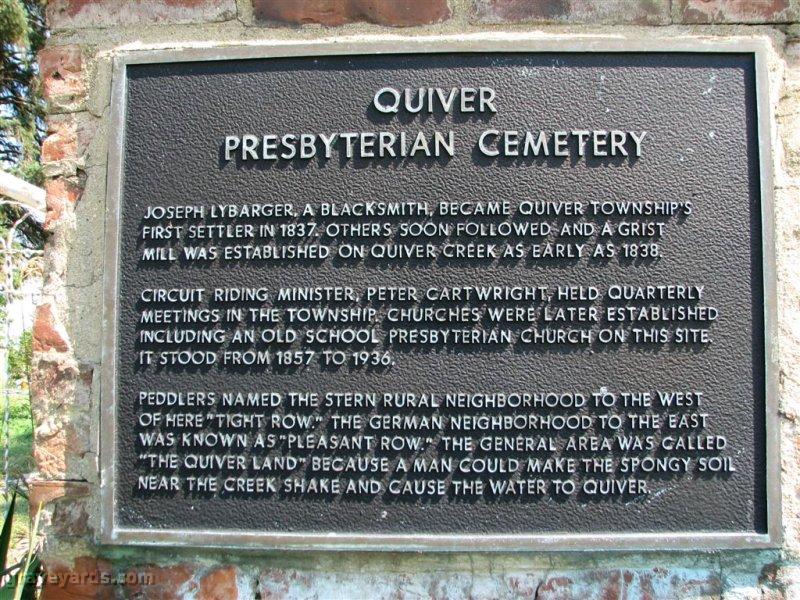 QUIVER
PRESBYTERIAN CEMETERY
JOSEPH LYBARGER, A BLACKSMITH, BECAME QUIVER TOWNSHIP'S
FIRST SETTLER IN 1837. OTHERS SOON FOLLOWED AND A GRIST
MILL WAS ESTABLISHED ON QUIVER CREEK AS EARLY AS 1838.
CIRCUIT RIDING MINISTER, PETER CARTWRIGHT, HELD QUARTERLY
MEETINGS IN THE TOWNSHIP. CHURCHES WERE LATER ESTABLISHED
INCLUDING AN OLD SCHOOL PRESBYTERIAN CHURCH ON THIS SITE.
IT STOOD FROM 1857 TO 1936.
PEDDLERS NAMED THE STERN RURAL NEIGHBORHOOD TO THE WEST
OF HERE "TIGHT ROW." THE GERMAN NEIGHBORHOOD TO THE EAST
WAS KNOWN AS "PLEASANT ROW." THE GENERAL AREA WAS CALLED
"THE QUIVER LAND" BECAUSE A MAN COULD MAKE THE SPONGY SOIL
NEAR THE CREEK SHAKE AND CAUSE THE WATER TO QUIVER.
graveyards.com